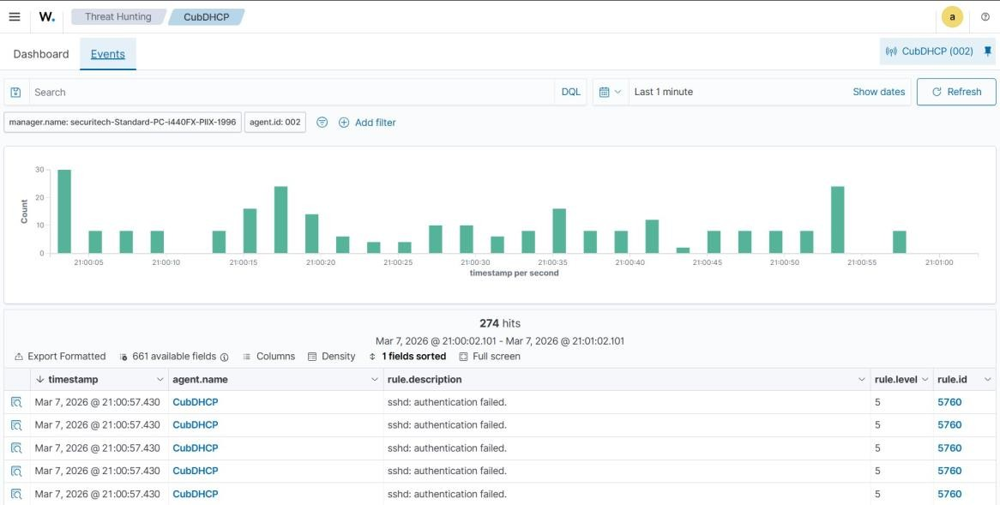 W. Threat Hunting CubDHCP a
Dashboard Events CubDHCP (002)
Search DQL Last 1 minute Show dates Refresh
manager.name: securitech-Standard-PC-i440FX-PIIX-1996 agent.id: 002 Add filter
30
20
10
0
Count
21:00:05 21:00:10 21:00:15 21:00:20 21:00:25 21:00:30 21:00:35 21:00:40 21:00:45 21:00:50 21:00:55 21:01:00
timestamp per second
274 hits
Mar 7, 2026 @ 21:00:02.101 - Mar 7, 2026 @ 21:01:02.101
Export Formatted 661 available fields Columns Density 1 fields sorted Full screen
timestamp agent.name rule.description rule.level rule.id
Mar 7, 2026 @ 21:00:57.430 CubDHCP sshd: authentication failed. 5 5760
Mar 7, 2026 @ 21:00:57.430 CubDHCP sshd: authentication failed. 5 5760
Mar 7, 2026 @ 21:00:57.430 CubDHCP sshd: authentication failed. 5 5760
Mar 7, 2026 @ 21:00:57.430 CubDHCP sshd: authentication failed. 5 5760
Mar 7, 2026 @ 21:00:57.430 CubDHCP sshd: authentication failed. 5 5760